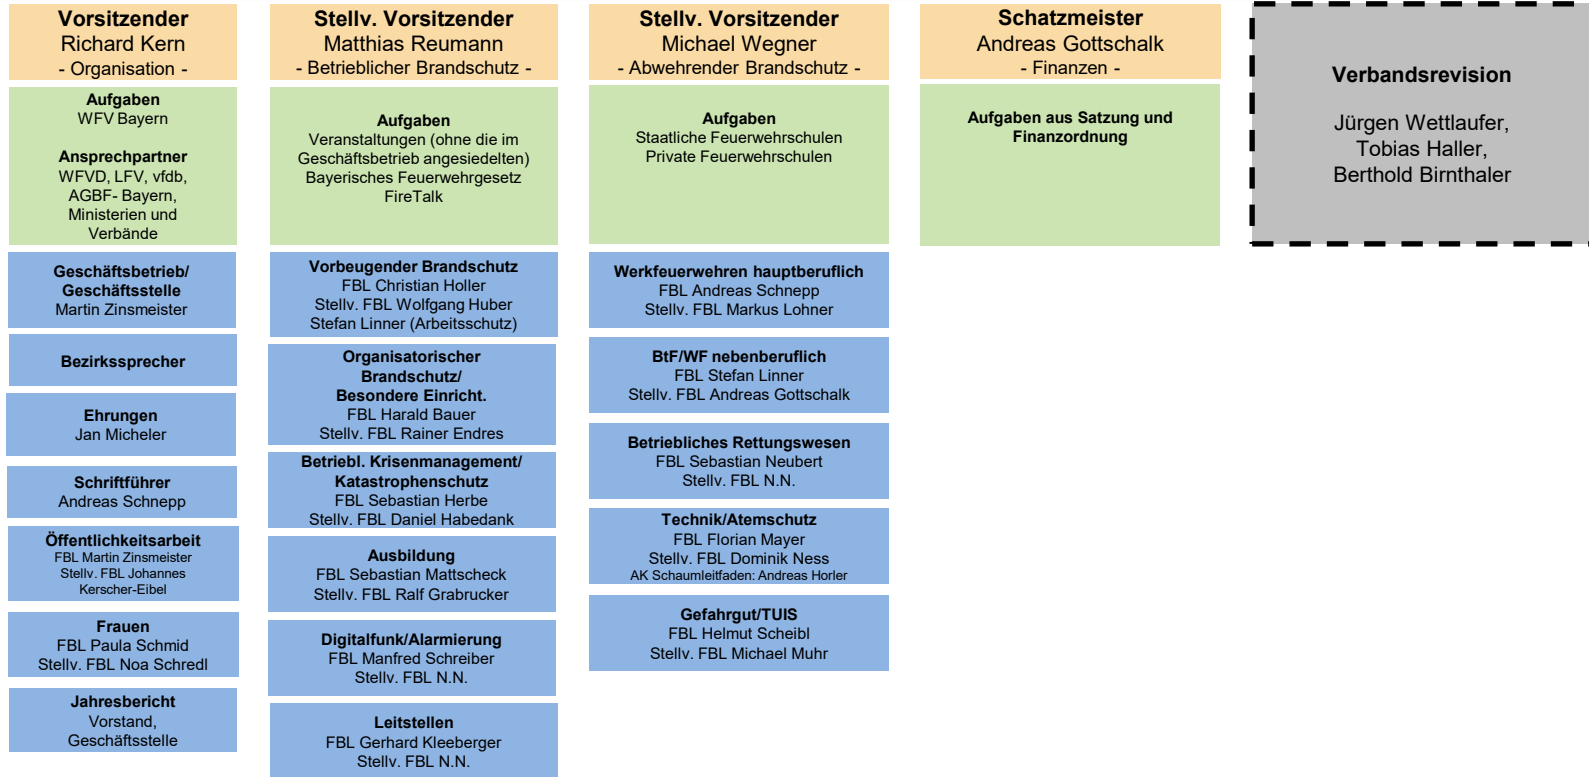 Vorsitzender
Richard Kern
- Organisation -
Aufgaben
WFV Bayern
Ansprechpartner
WFVD, LFV, vfdb,
AGBF- Bayern,
Ministerien und
Verbände
Geschäftsbetrieb/
Geschäftsstelle
Martin Zinsmeister
Bezirkssprecher
Ehrungen
Jan Micheler
Schriftführer
Andreas Schnepp
Öffentlichkeitsarbeit
FBL Martin Zinsmeister
Stellv. FBL Johannes
Kerscher-Eibel
Frauen
FBL Paula Schmid
Stellv. FBL Noa Schredl
Jahresbericht
Vorstand,
Geschäftsstelle
Stellv. Vorsitzender
Matthias Reumann
- Betrieblicher Brandschutz -
Aufgaben
Veranstaltungen (ohne die im
Geschäftsbetrieb angesiedelten)
Bayerisches Feuerwehrgesetz
FireTalk
Vorbeugender Brandschutz
FBL Christian Holler
Stellv. FBL Wolfgang Huber
Stefan Linner (Arbeitsschutz)
Organisatorischer
Brandschutz/
Besondere Einricht.
FBL Harald Bauer
Stellv. FBL Rainer Endres
Betriebl. Krisenmanagement/
Katastrophenschutz
FBL Sebastian Herbe
Stellv. FBL Daniel Habedank
Ausbildung
FBL Sebastian Mattscheck
Stellv. FBL Ralf Grabrucker
Digitalfunk/Alarmierung
FBL Manfred Schreiber
Stellv. FBL N.N.
Leitstellen
FBL Gerhard Kleeberger
Stellv. FBL N.N.
Stellv. Vorsitzender
Michael Wegner
- Abwehrender Brandschutz -
Aufgaben
Staatliche Feuerwehrschulen
Private Feuerwehrschulen
Werkfeuerwehren hauptberuflich
FBL Andreas Schnepp
Stellv. FBL Markus Lohner
BtF/WF nebenberuflich
FBL Stefan Linner
Stellv. FBL Andreas Gottschalk
Betriebliches Rettungswesen
FBL Sebastian Neubert
Stellv. FBL N.N.
Technik/Atemschutz
FBL Florian Mayer
Stellv. FBL Dominik Ness
AK Schaumleitfaden: Andreas Horler
Gefahrgut/TUIS
FBL Helmut Scheibl
Stellv. FBL Michael Muhr
Schatzmeister
Andreas Gottschalk
- Finanzen -
Aufgaben aus Satzung und
Finanzordnung
Verbandsrevision
Jürgen Wettlaufer,
Tobias Haller,
Berthold Birnthaler